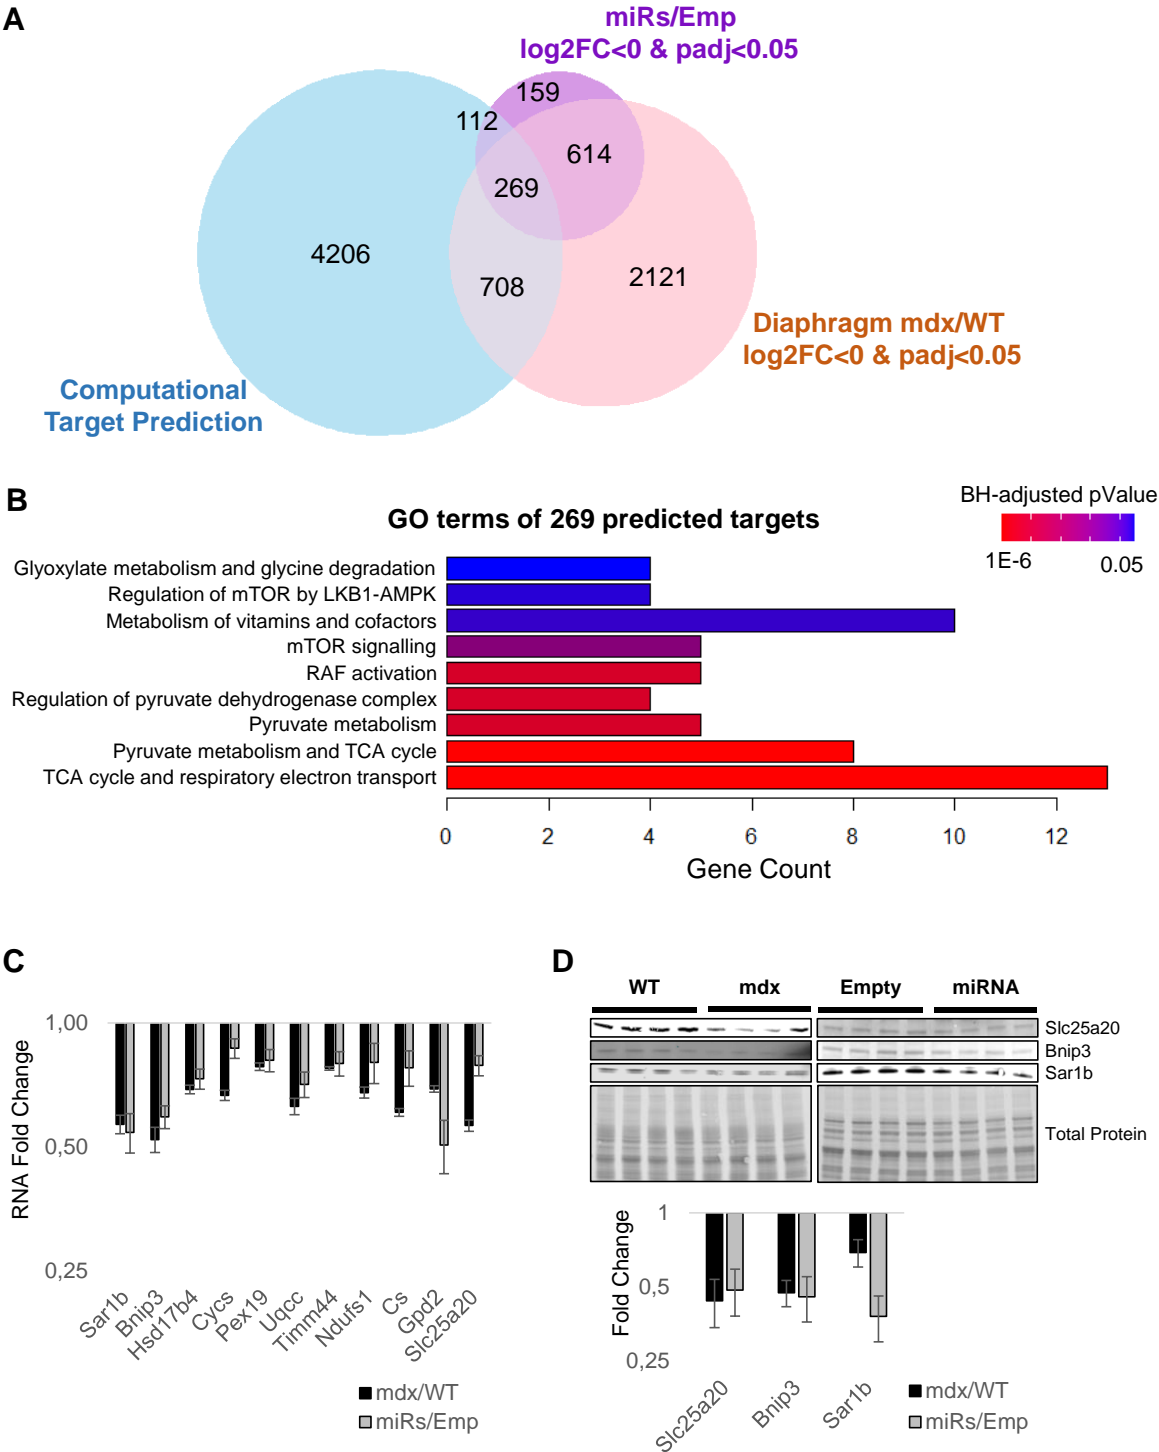 A
miRs/Emp
log2FC<0 & padj<0.05
159
112
614
269
4206
708
2121
Diaphragm mdx/WT
log2FC<0 & padj<0.05
Computational
Target Prediction
B
BH-adjusted pValue
1E-6
0.05
GO terms of 269 predicted targets
Glyoxylate metabolism and glycine degradation
Regulation of mTOR by LKB1-AMPK
Metabolism of vitamins and cofactors
mTOR signalling
RAF activation
Regulation of pyruvate dehydrogenase complex
Pyruvate metabolism
Pyruvate metabolism and TCA cycle
TCA cycle and respiratory electron transport
0 2 4 6 8 10 12
Gene Count
C
RNA Fold Change
1,00
0,50
0,25
Sar1b
Bnip3
Hsd17b4
Cycs
Pex19
Uqcc
Timm44
Ndufs1
Cs
Gpd2
Slc25a20
mdx/WT
miRs/Emp
D
WT mdx Empty miRNA
Slc25a20
Bnip3
Sar1b
Total Protein
Fold Change
1
0,5
0,25
Slc25a20
Bnip3
Sar1b
mdx/WT
miRs/Emp